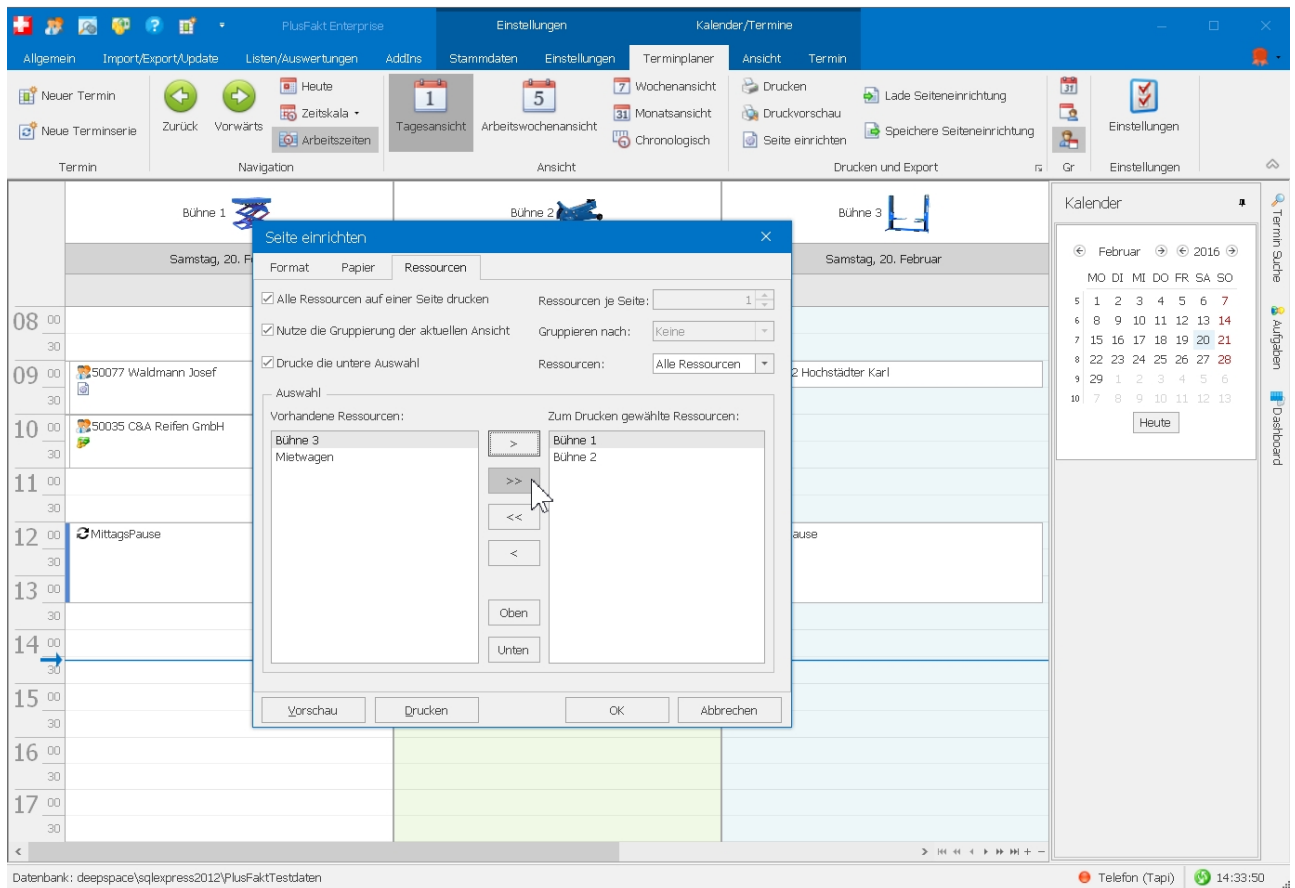 PlusFakt Enterprise
Einstellungen
Kalender/Termine
Allgemein Import/Export/Update Listen/Auswertungen AddIns Stammdaten Einstellungen Terminplaner Ansicht Termin
Neuer Termin
Neue Terminserie
Termin
Zurück
Vorwärts
Heute
Zeitskala
Arbeitszeiten
Navigation
1
Tagesansicht
5
Arbeitswochenansicht
7 Wochenansicht
31 Monatsansicht
Chronologisch
Ansicht
Drucken
Druckvorschau
Seite einrichten
Lade Seiteneinrichtung
Speichere Seiteneinrichtung
Drucken und Export
31
Gr
Einstellungen
Einstellungen
Bühne 1
Bühne 2
Bühne 3
Samstag, 20. F
Samstag, 20. Februar
08 00
30
09 00
30
10 00
30
11 00
30
12 00
30
13 00
30
14 00
30
15 00
30
16 00
30
17 00
30
50077 Waldmann Josef
50035 C&A Reifen GmbH
MittagsPause
2 Hochstädter Karl
ause
Seite einrichten
Format Papier Ressourcen
Alle Ressourcen auf einer Seite drucken
Ressourcen je Seite: 1
Nutze die Gruppierung der aktuellen Ansicht
Gruppieren nach: Keine
Drucke die untere Auswahl
Ressourcen: Alle Ressourcen
Auswahl
Vorhandene Ressourcen:
Bühne 3
Mietwagen
>
>>
<<
<
Oben
Unten
Zum Drucken gewählte Ressourcen:
Bühne 1
Bühne 2
Vorschau
Drucken
OK
Abbrechen
Kalender
Februar 2016
MO DI MI DO FR SA SO
5 1 2 3 4 5 6 7
6 8 9 10 11 12 13 14
7 15 16 17 18 19 20 21
8 22 23 24 25 26 27 28
9 29 1 2 3 4 5 6
10 7 8 9 10 11 12 13
Heute
Termin Suche
Aufgaben
Dashboard
Datenbank: deepspace\sqlexpress2012\PlusFaktTestdaten
Telefon (Tapi)
14:33:50